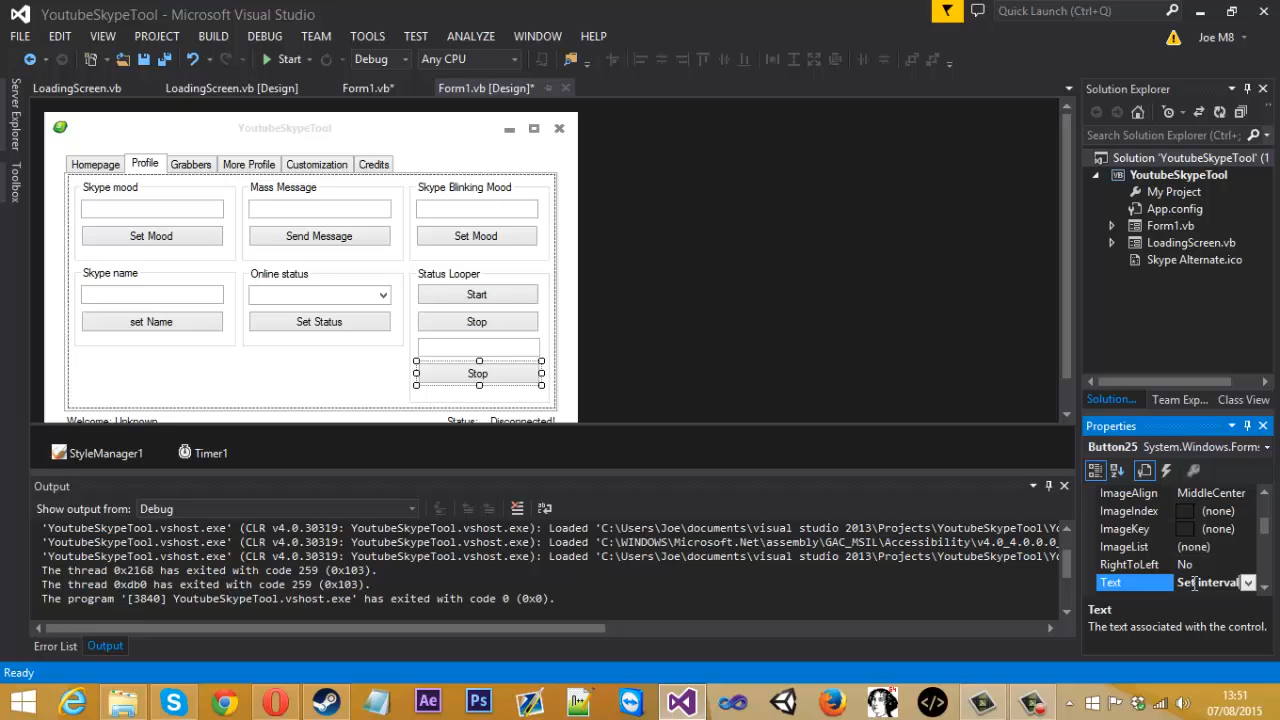 YoutubeSkypeTool - Microsoft Visual Studio
Quick Launch (Ctrl+Q)
FILE EDIT VIEW PROJECT BUILD DEBUG TEAM TOOLS TEST ANALYZE WINDOW HELP
Joe M8
Start Debug Any CPU
Server Explorer
Toolbox
LoadingScreen.vb LoadingScreen.vb [Design] Form1.vb* Form1.vb [Design]*
YoutubeSkypeTool
Homepage Profile Grabbers More Profile Customization Credits
Skype mood Mass Message Skype Blinking Mood
Set Mood Send Message Set Mood
Skype name Online status Status Looper
Start
set Name Set Status Stop
Stop
Welcome: Unknown Status: Disconnected!
StyleManager1 Timer1
Output
Show output from: Debug
'YoutubeSkypeTool.vshost.exe' (CLR v4.0.30319: YoutubeSkypeTool.vshost.exe): Loaded 'C:\Users\Joe\documents\visual studio 2013\Projects\YoutubeSkypeTool\Yo
'YoutubeSkypeTool.vshost.exe' (CLR v4.0.30319: YoutubeSkypeTool.vshost.exe): Loaded 'C:\WINDOWS\Microsoft.Net\assembly\GAC_MSIL\Accessibility\v4.0_4.0.0.0_
'YoutubeSkypeTool.vshost.exe' (CLR v4.0.30319: YoutubeSkypeTool.vshost.exe): Loaded 'C:\Users\Joe\documents\visual studio 2013\Projects\YoutubeSkypeTool\Yo
The thread 0x2168 has exited with code 259 (0x103).
The thread 0xdb0 has exited with code 259 (0x103).
The program '[3840] YoutubeSkypeTool.vshost.exe' has exited with code 0 (0x0).
Error List Output
Solution Explorer
Search Solution Explorer (Ctrl+;
Solution 'YoutubeSkypeTool' (1
YoutubeSkypeTool
My Project
App.config
Form1.vb
LoadingScreen.vb
Skype Alternate.ico
Solution... Team Exp... Class View
Properties
Button25 System.Windows.Forms
ImageAlign MiddleCenter
ImageIndex (none)
ImageKey (none)
ImageList (none)
RightToLeft No
Text Set interval
Text
The text associated with the control.
Ready
Ae Ps
13:51
07/08/2015